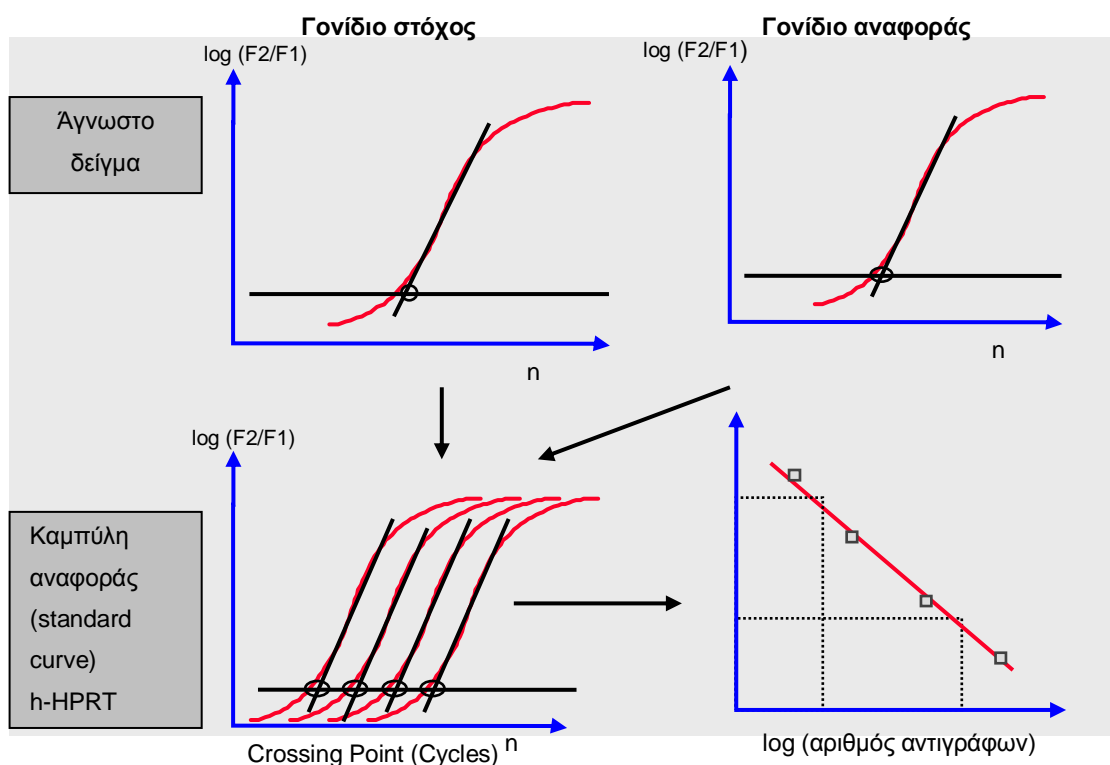 Γονίδιο στόχος
Γονίδιο αναφοράς
log (F2/F1)
log (F2/F1)
Άγνωστο
δείγμα
n
n
log (F2/F1)
Καμπύλη
αναφοράς
(standard
curve)
h-HPRT
Crossing Point (Cycles) n
log (αριθμός αντιγράφων)